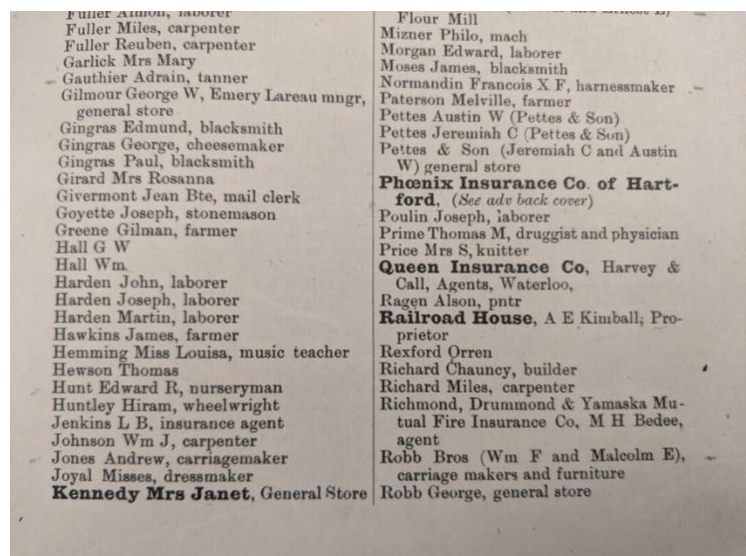 Fuller Almon, laborer
Fuller Miles, carpenter
Fuller Reuben, carpenter
Garlick Mrs Mary
Gauthier Adrain, tanner
Gilmour George W, Emery Lareau mngr,
general store
Gingras Edmund, blacksmith
Gingras George, cheesemaker
Gingras Paul, blacksmith
Girard Mrs Rosanna
Givermont Jean Bte, mail clerk
Goyette Joseph, stonemason
Greene Gilman, farmer
Hall G W
Hall Wm
Harden John, laborer
Harden Joseph, laborer
Harden Martin, laborer
Hawkins James, farmer
Hemming Miss Louisa, music teacher
Hewson Thomas
Hunt Edward R, nurseryman
Huntley Hiram, wheelwright
Jenkins L B, insurance agent
Johnson Wm J, carpenter
Jones Andrew, carriagemaker
Joyal Misses, dressmaker
Kennedy Mrs Janet, General Store
Flour Mill
Mizner Philo, mach
Morgan Edward, laborer
Moses James, blacksmith
Normandin Francois X F, harnessmaker
Paterson Melville, farmer
Pettes Austin W (Pettes & Son)
Pettes Jeremiah C (Pettes & Son)
Pettes & Son (Jeremiah C and Austin
W) general store
Phœnix Insurance Co. of Hart-
ford, (See adv back cover)
Poulin Joseph, laborer
Prime Thomas M, druggist and physician
Price Mrs S, knitter
Queen Insurance Co, Harvey &
Call, Agents, Waterloo,
Ragen Alson, pntr
Railroad House, A E Kimball, Pro-
prietor
Rexford Orren
Richard Chauncy, builder
Richard Miles, carpenter
Richmond, Drummond & Yamaska Mu-
tual Fire Insurance Co, M H Bedee,
agent
Robb Bros (Wm F and Malcolm E),
carriage makers and furniture
Robb George, general store